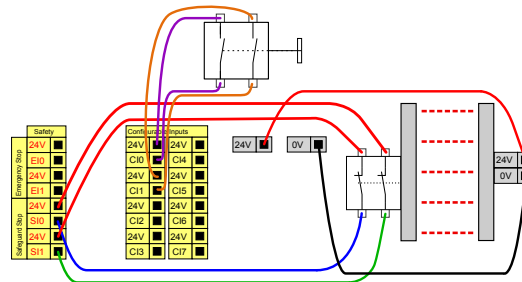 Safety
Emergency Stop
24V
EI0
24V
EI1
Safeguard Stop
24V
SI0
24V
SI1
Configurable Inputs
24V 24V
CI0 CI4
24V 24V
CI1 CI5
24V 24V
CI2 CI6
24V 24V
CI3 CI7
24V 0V
24V
0V